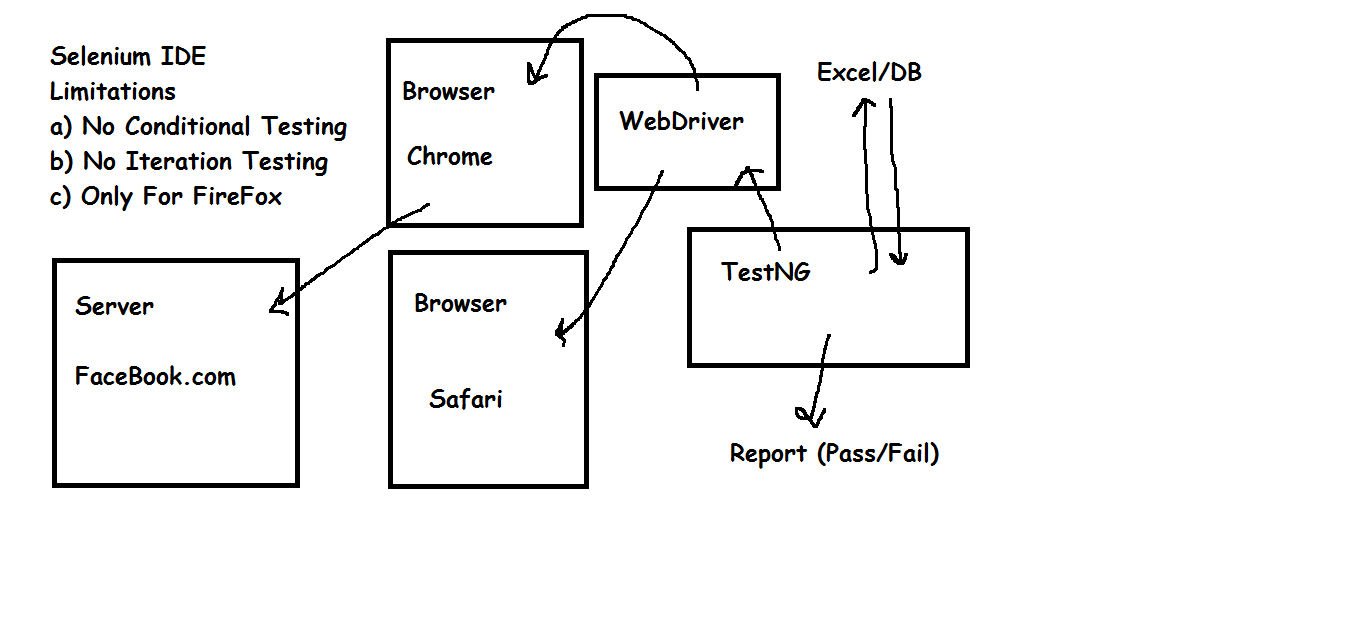 Selenium IDE
Limitations
a) No Conditional Testing
b) No Iteration Testing
c) Only For FireFox
Browser
Chrome
WebDriver
Excel/DB
Server
FaceBook.com
Browser
Safari
TestNG
Report (Pass/Fail)